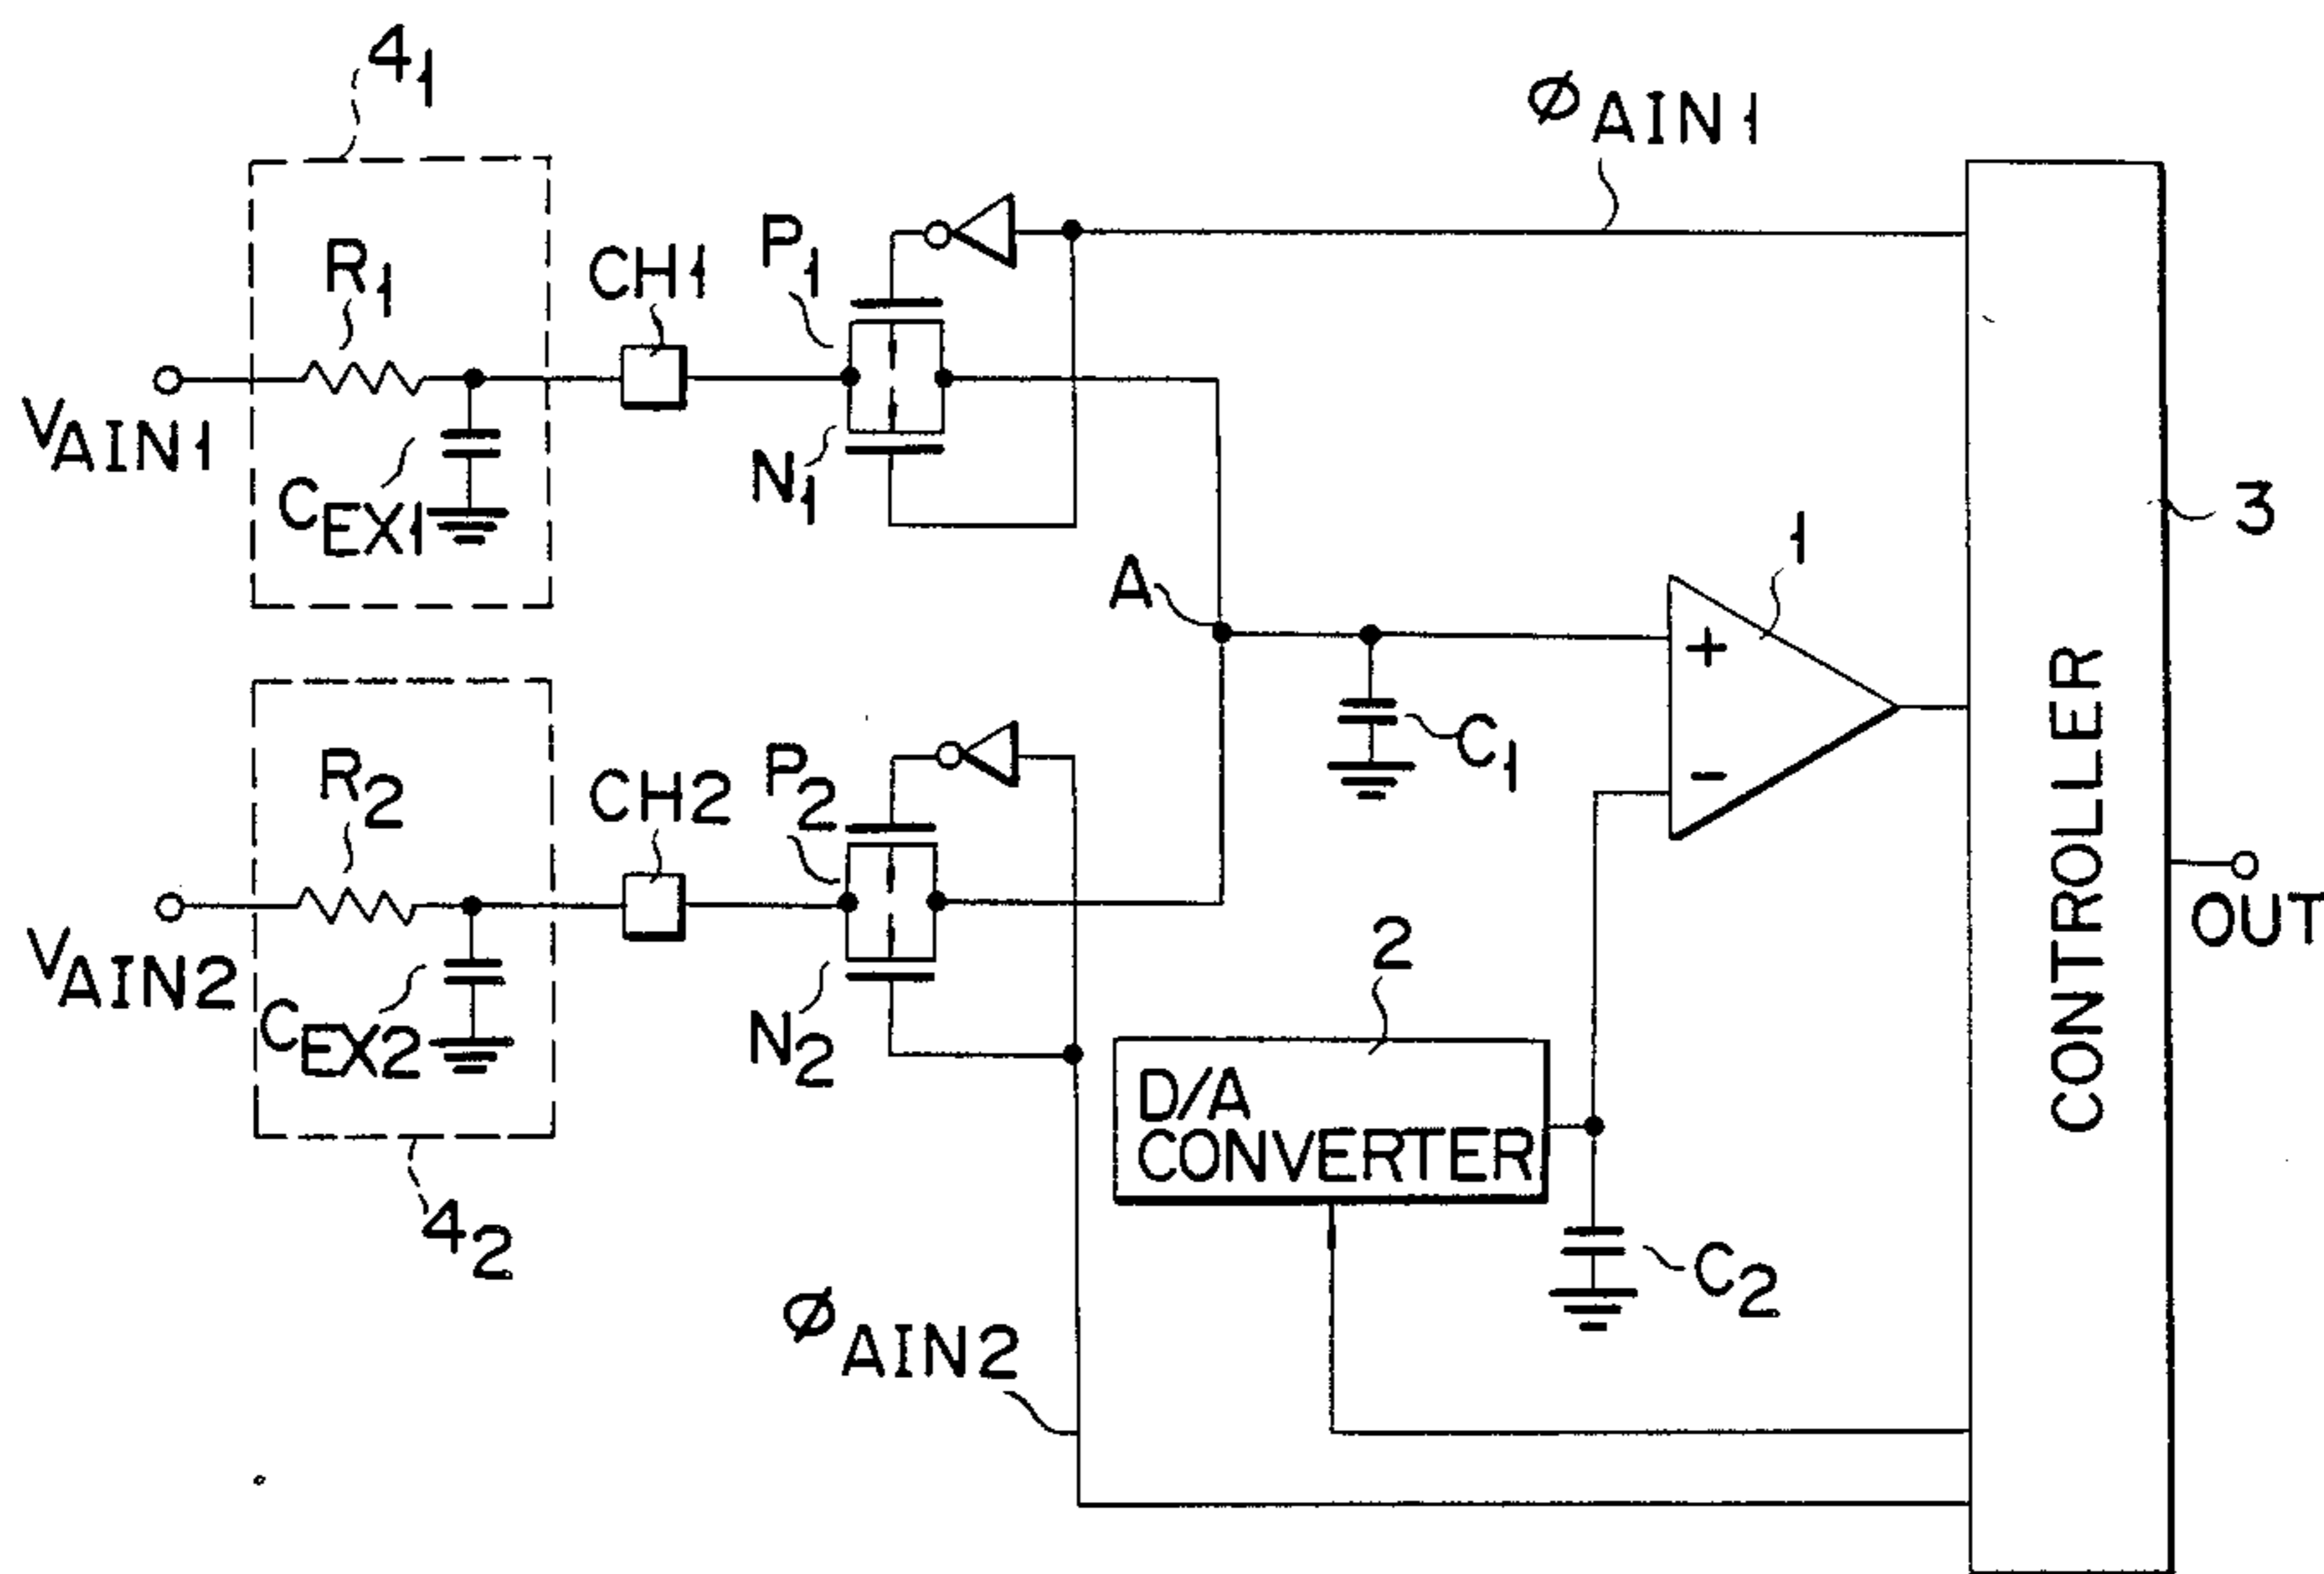 4₁
øAIN1
R₁
CH1
P₁
VAIN1
CEX1
N₁
3
1
A
C₁
+
−
CONTROLLER
R₂
CH2
P₂
OUT
VAIN2
CEX2
N₂
2
D/A
CONVERTER
4₂
C₂
øAIN2